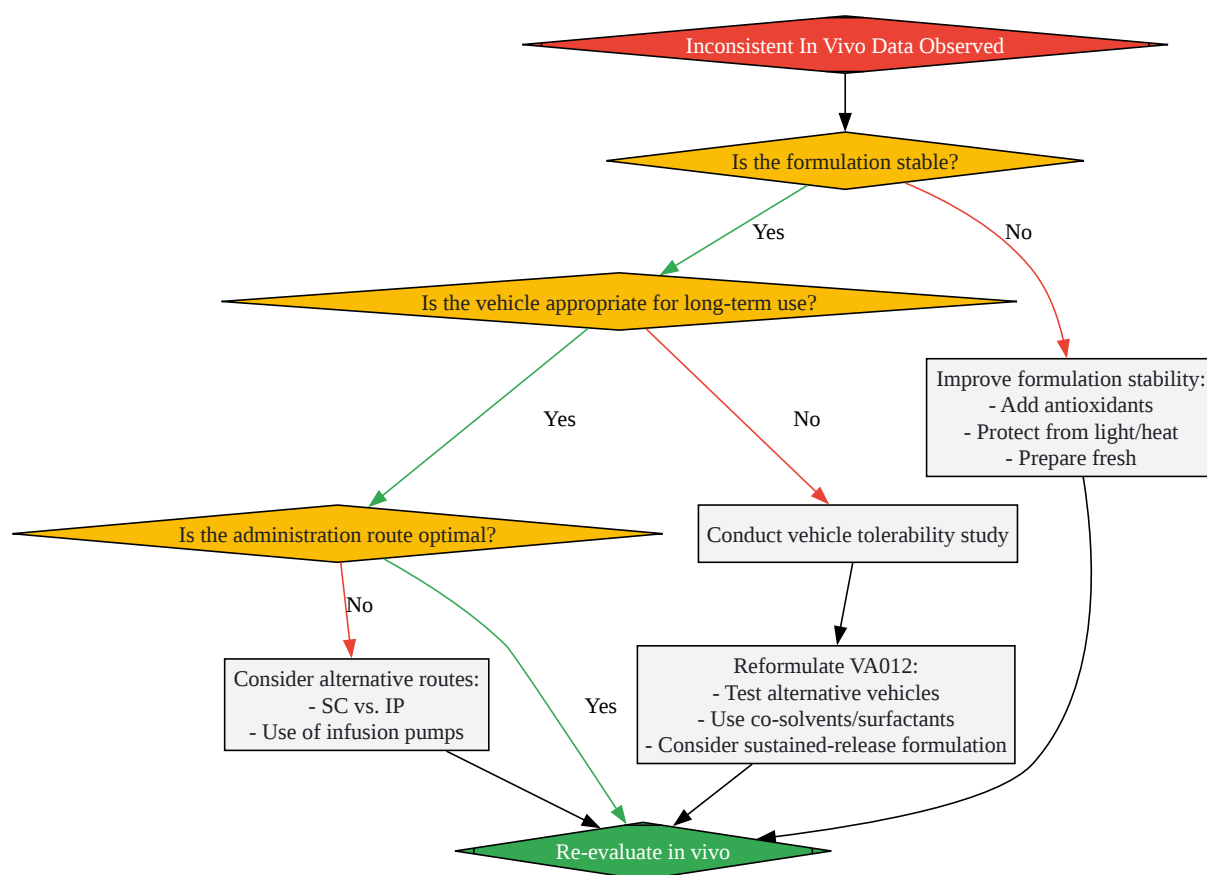 Inconsistent In Vivo Data Observed
Is the formulation stable?
Yes
No
Is the vehicle appropriate for long-term use?
Improve formulation stability:
- Add antioxidants
- Protect from light/heat
- Prepare fresh
Yes
No
Is the administration route optimal?
Conduct vehicle tolerability study
No
Consider alternative routes:
- SC vs. IP
- Use of infusion pumps
Yes
Reformulate VA012:
- Test alternative vehicles
- Use co-solvents/surfactants
- Consider sustained-release formulation
Re-evaluate in vivo